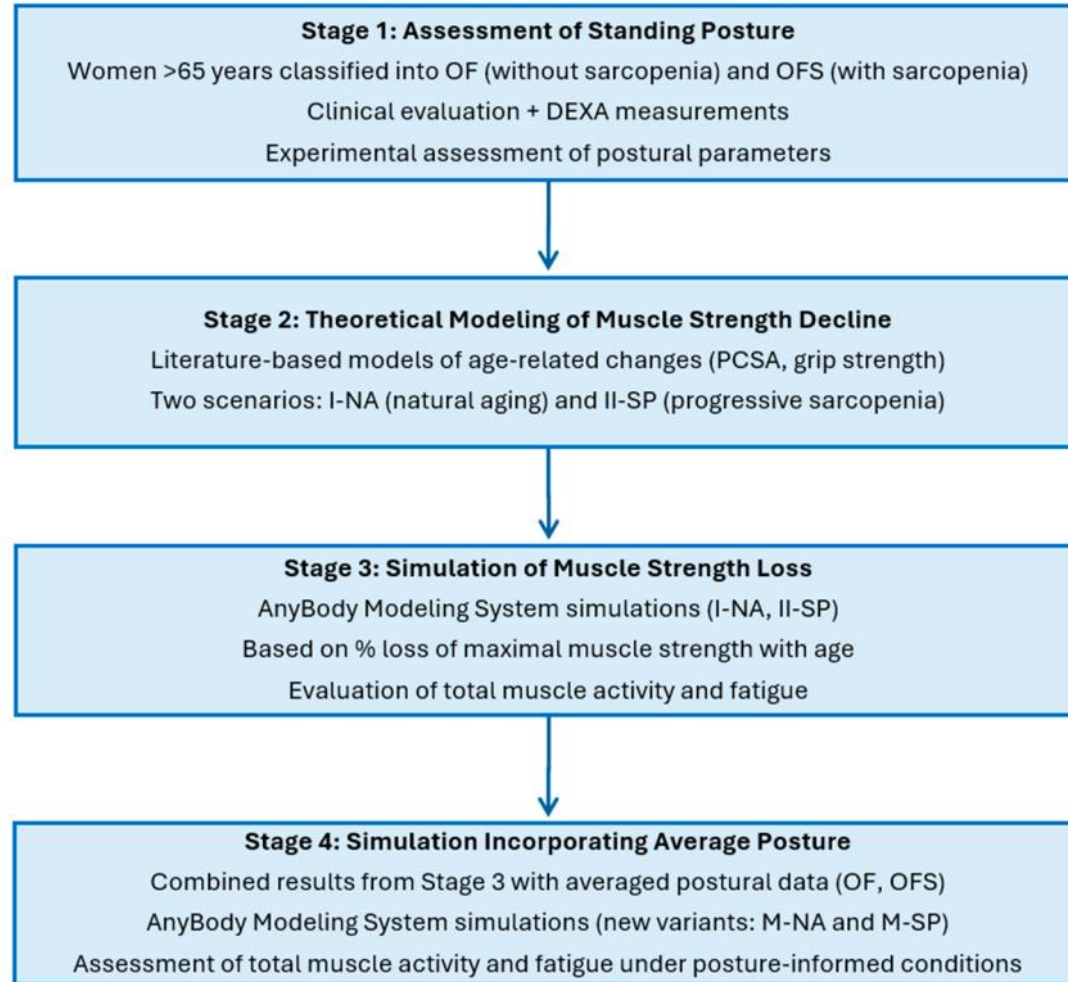 Stage 1: Assessment of Standing Posture
Women >65 years classified into OF (without sarcopenia) and OFS (with sarcopenia)
Clinical evaluation + DEXA measurements
Experimental assessment of postural parameters
Stage 2: Theoretical Modeling of Muscle Strength Decline
Literature-based models of age-related changes (PCSA, grip strength)
Two scenarios: I-NA (natural aging) and II-SP (progressive sarcopenia)
Stage 3: Simulation of Muscle Strength Loss
AnyBody Modeling System simulations (I-NA, II-SP)
Based on % loss of maximal muscle strength with age
Evaluation of total muscle activity and fatigue
Stage 4: Simulation Incorporating Average Posture
Combined results from Stage 3 with averaged postural data (OF, OFS)
AnyBody Modeling System simulations (new variants: M-NA and M-SP)
Assessment of total muscle activity and fatigue under posture-informed conditions